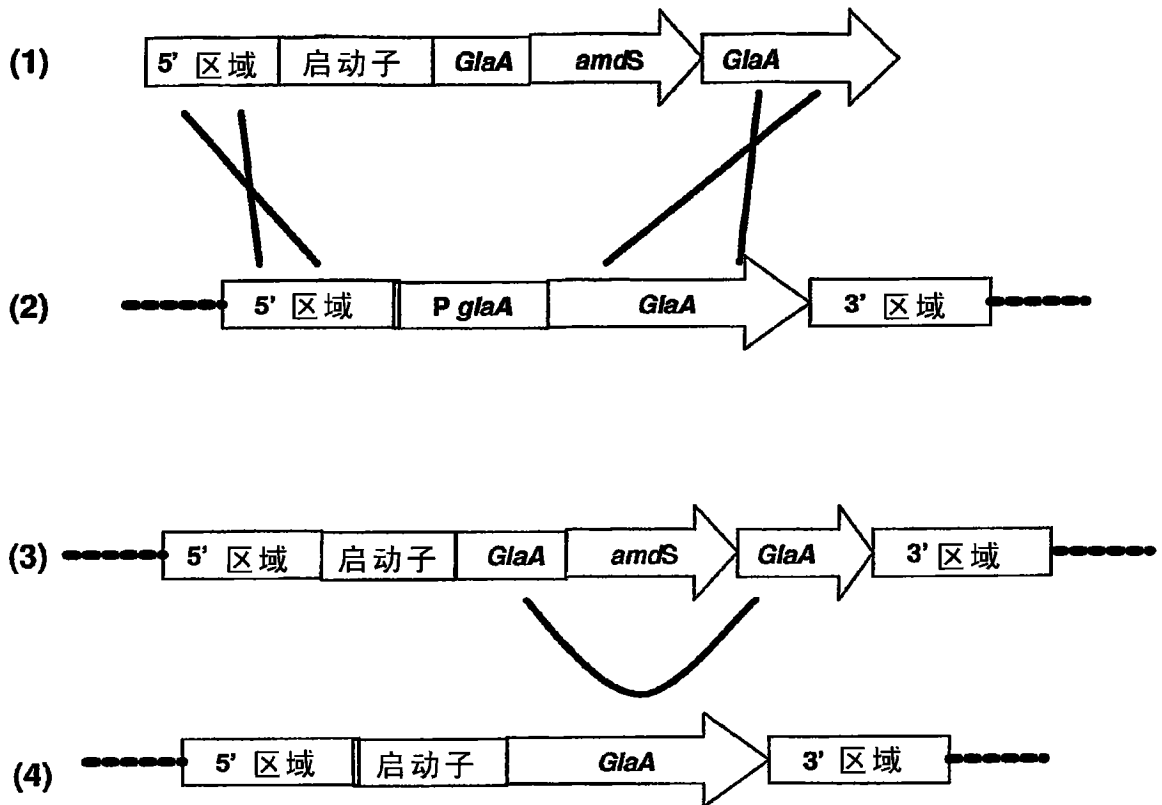 (1) 5' 区域 启动子 GlaA amdS GlaA
(2) 5' 区域 P glaA GlaA 3' 区域
(3) 5' 区域 启动子 GlaA amdS GlaA 3' 区域
(4) 5' 区域 启动子 GlaA 3' 区域